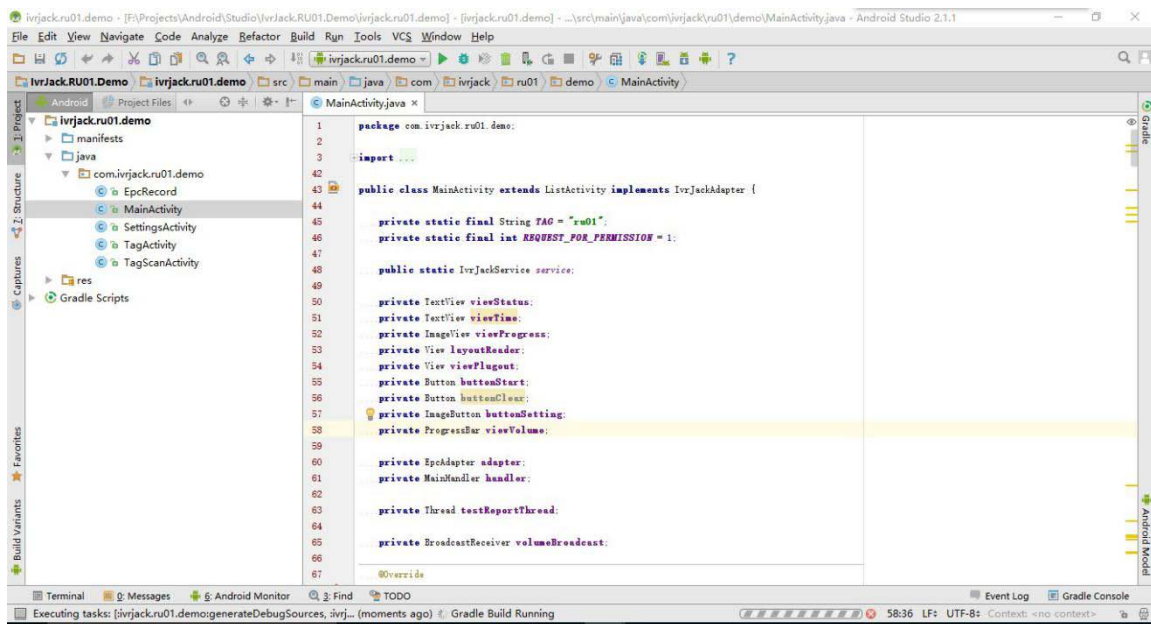 ivrjack.ru01.demo - [F:\Projects\Android\Studio\IvrJack.RU01.Demo\ivrjack.ru01.demo] - [ivrjack.ru01.demo] - ...\src\main\java\com\ivrjack\ru01\demo\MainActivity.java - Android Studio 2.1.1
File Edit View Navigate Code Analyze Refactor Build Run Tools VCS Window Help
ivrjack.ru01.demo
IvrJack.RU01.Demo ivrjack.ru01.demo src main java com ivrjack ru01 demo MainActivity
Android Project Files MainActivity.java
1: Project
7: Structure
Captures
Favorites
Build Variants
ivrjack.ru01.demo
manifests
java
com.ivrjack.ru01.demo
EpcRecord
MainActivity
SettingsActivity
TagActivity
TagScanActivity
res
Gradle Scripts
1 package com.ivrjack.ru01.demo;
2
3 import ...
42
43 public class MainActivity extends ListActivity implements IvrJackAdapter {
44
45 private static final String TAG = "ru01";
46 private static final int REQUEST_FOR_PERMISSION = 1;
47
48 public static IvrJackService service;
49
50 private TextView viewStatus;
51 private TextView viewTime;
52 private ImageView viewProgress;
53 private View layoutReader;
54 private View viewPlugout;
55 private Button buttonStart;
56 private Button buttonClear;
57 private ImageButton buttonSetting;
58 private ProgressBar viewVolume;
59
60 private EpcAdapter adapter;
61 private MainHandler handler;
62
63 private Thread testReportThread;
64
65 private BroadcastReceiver volumeBroadcast;
66
67 @Override
Gradle
Android Model
Terminal 0: Messages 6: Android Monitor 3: Find TODO Event Log Gradle Console
Executing tasks: [:ivrjack.ru01.demo:generateDebugSources, :ivrj... (moments ago) Gradle Build Running 58:36 LF÷ UTF-8÷ Context: <no context>